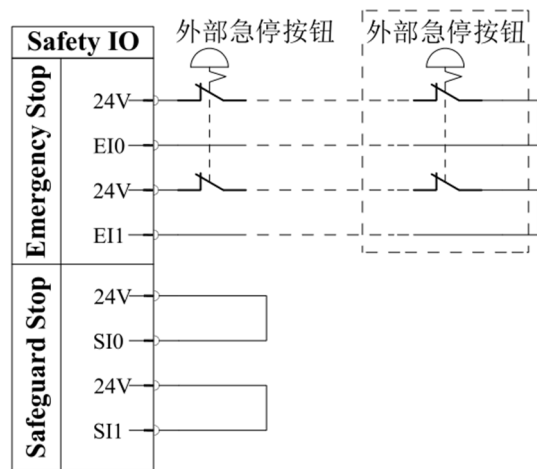 Safety IO
外部急停按钮
外部急停按钮
Emergency Stop
24V
EI0
24V
EI1
Safeguard Stop
24V
SI0
24V
SI1